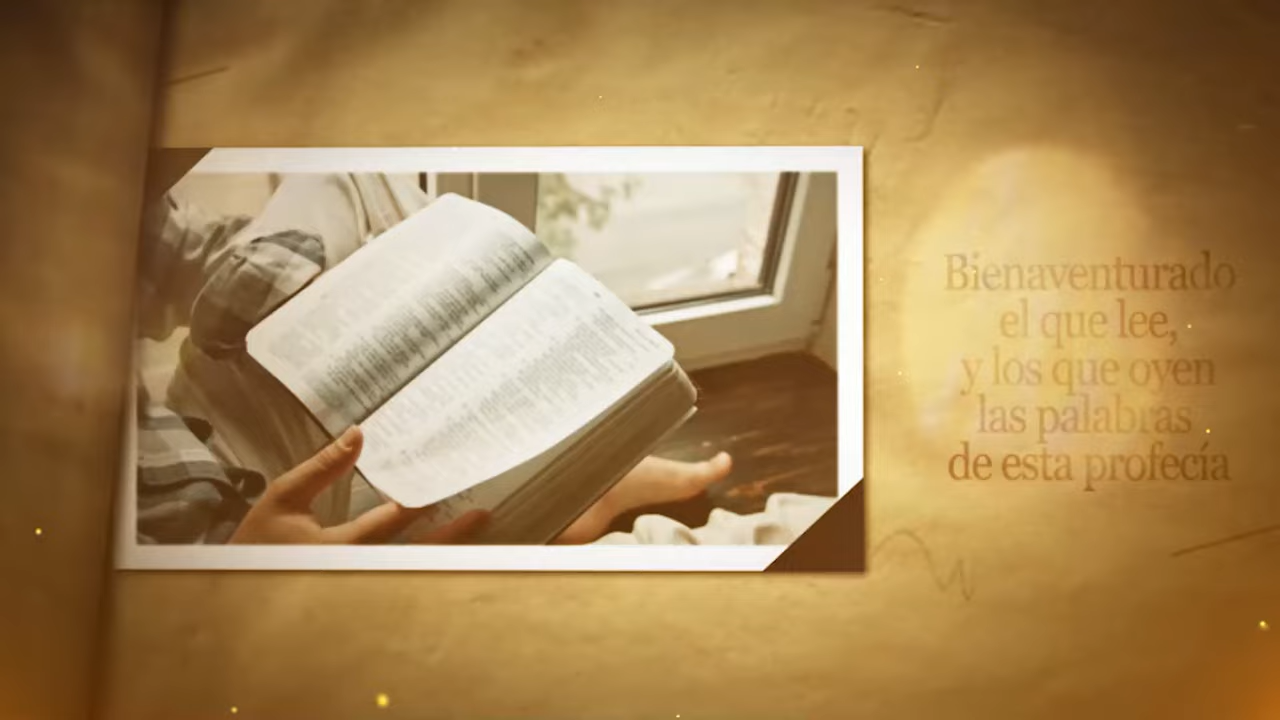 Bienaventurado
el que lee,
y los que oyen
las palabras
de esta profecía